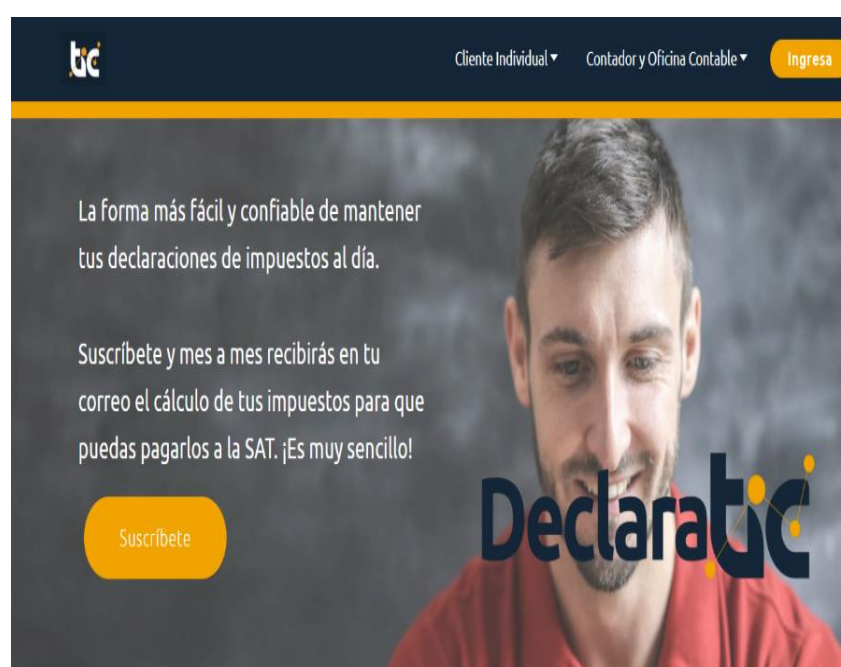 tic
Cliente Individual▼
Contador y Oficina Contable▼
Ingresa
La forma más fácil y confiable de mantener
tus declaraciones de impuestos al día.
Suscríbete y mes a mes recibirás en tu
correo el cálculo de tus impuestos para que
puedas pagarlos a la SAT. ¡Es muy sencillo!
Suscríbete
Declaratic